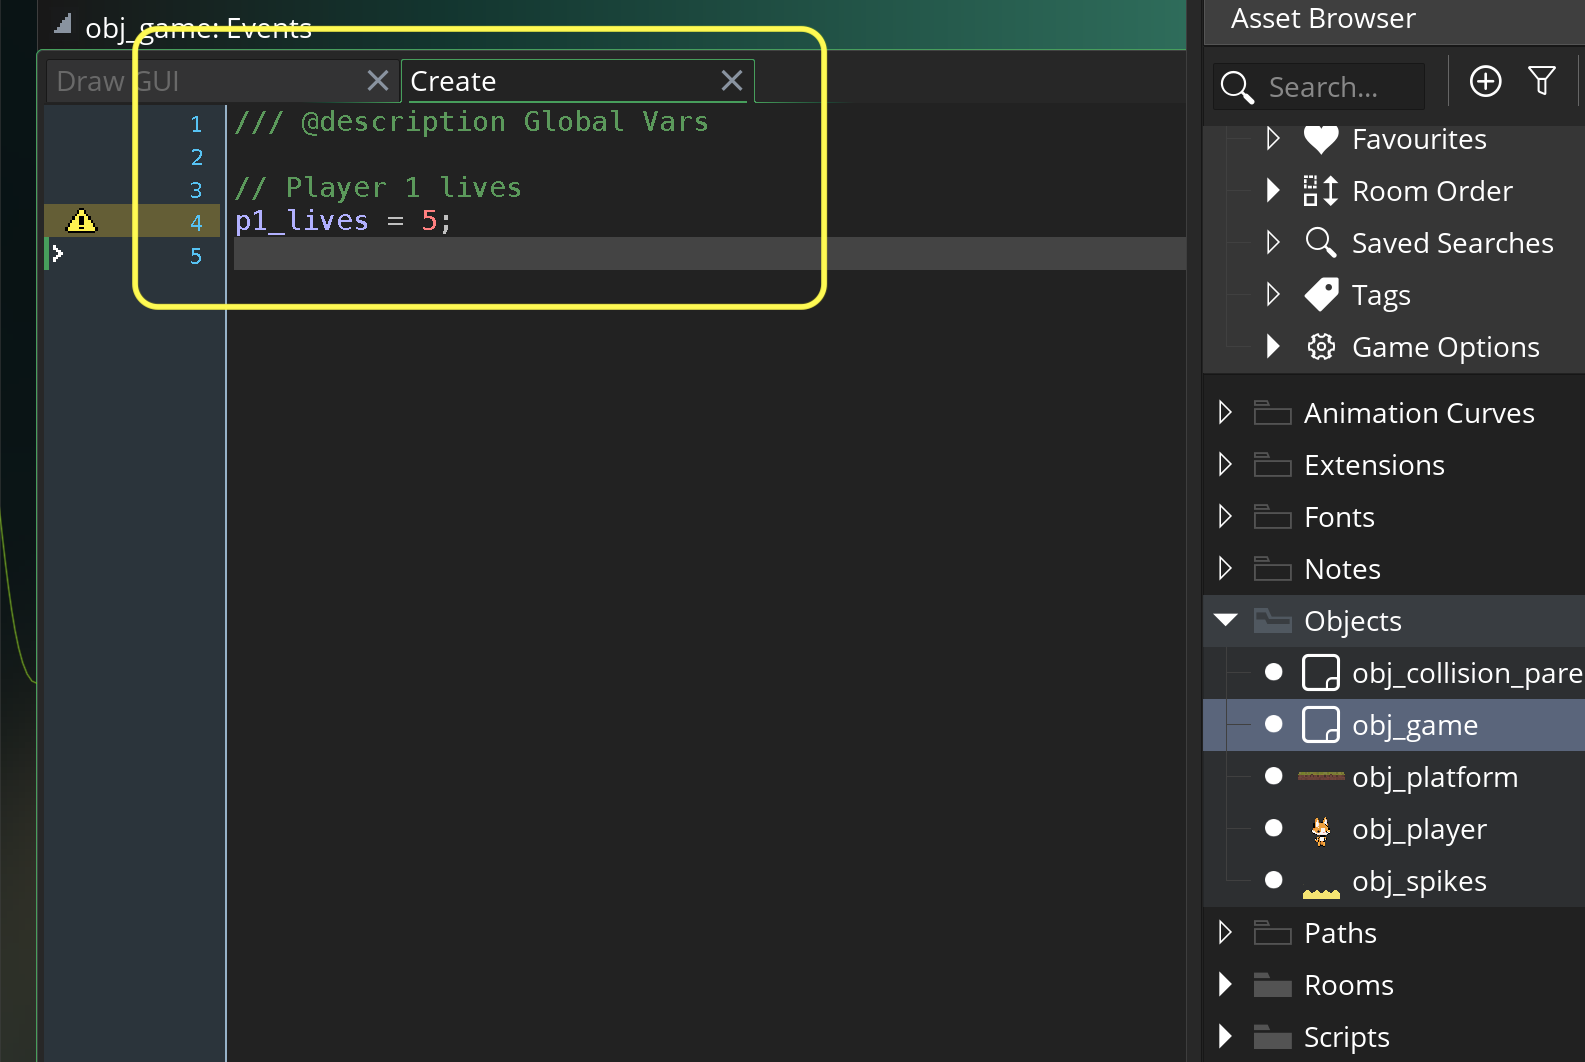 obj_game: Events
Draw GUI
Create
1 /// @description Global Vars
2
3 // Player 1 lives
4 p1_lives = 5;
5
Asset Browser
Search...
Favourites
Room Order
Saved Searches
Tags
Game Options
Animation Curves
Extensions
Fonts
Notes
Objects
obj_collision_pare
obj_game
obj_platform
obj_player
obj_spikes
Paths
Rooms
Scripts